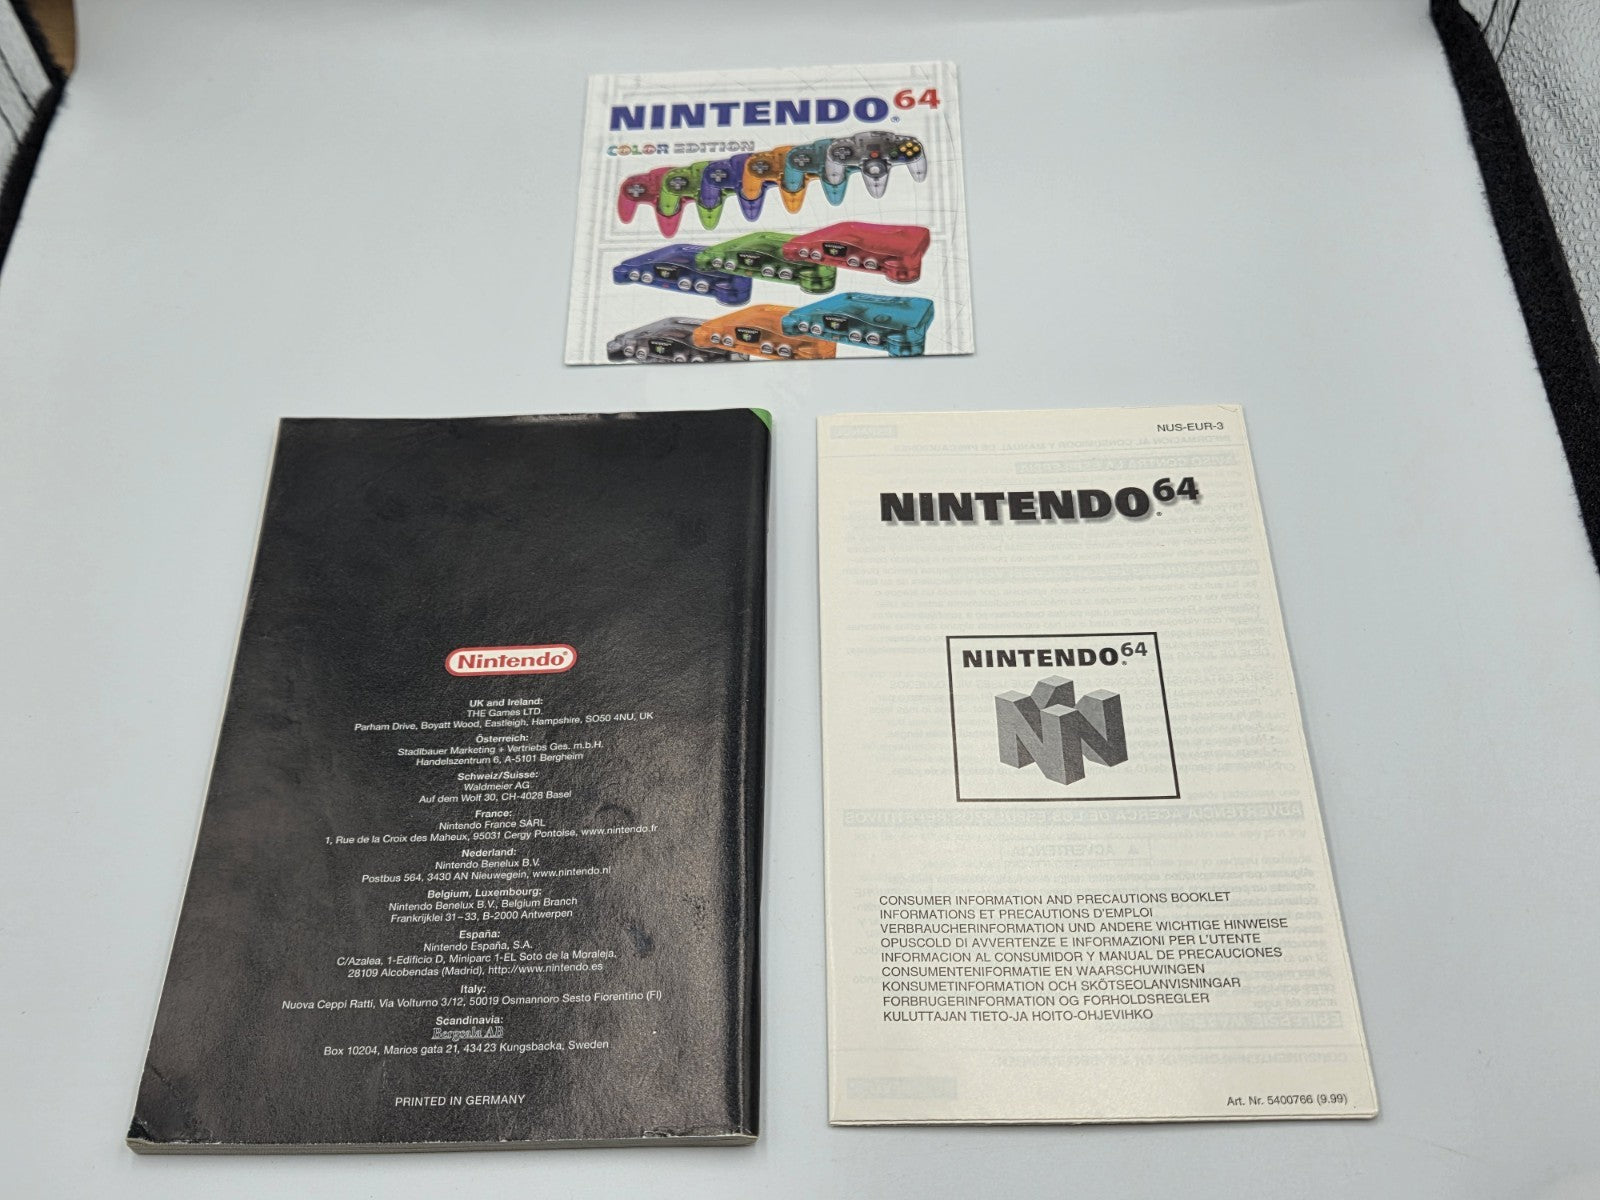 NINTENDO®64
COLOR EDITION
Nintendo
UK and Ireland:
THE Games LTD.
Parham Drive, Boyatt Wood, Eastleigh, Hampshire, SO50 4NU, UK
Österreich:
Stadlbauer Marketing + Vertriebs Ges. m.b.H.
Handelszentrum 6, A-5101 Bergheim
Schweiz/Suisse:
Waldmeier AG
Auf dem Wolf 30, CH-4028 Basel
France:
Nintendo France SARL
1, Rue de la Croix des Maheux, 95031 Cergy Pontoise, www.nintendo.fr
Nederland:
Nintendo Benelux B.V.
Postbus 564, 3430 AN Nieuwegein, www.nintendo.nl
Belgium, Luxembourg:
Nintendo Benelux B.V., Belgium Branch
Frankrijklei 31–33, B-2000 Antwerpen
España:
Nintendo España, S.A.
C/Azalea, 1-Edificio D, Miniparc 1-EL Soto de la Moraleja,
28109 Alcobendas (Madrid), http://www.nintendo.es
Italy:
Nuova Ceppi Ratti, Via Volturno 3/12, 50019 Osmannoro Sesto Fiorentino (FI)
Scandinavia:
Bergsala AB
Box 10204, Marios gata 21, 434 23 Kungsbacka, Sweden
PRINTED IN GERMANY
NUS-EUR-3
NINTENDO®64
NINTENDO®64
CONSUMER INFORMATION AND PRECAUTIONS BOOKLET
INFORMATIONS ET PRECAUTIONS D'EMPLOI
VERBRAUCHERINFORMATION UND ANDERE WICHTIGE HINWEISE
OPUSCOLO DI AVVERTENZE E INFORMAZIONI PER L'UTENTE
INFORMACION AL CONSUMIDOR Y MANUAL DE PRECAUCIONES
CONSUMENTENINFORMATIE EN WAARSCHUWINGEN
KONSUMETINFORMATION OCH SKÖTSEOLANVISNINGAR
FORBRUGERINFORMATION OG FORHOLDSREGLER
KULUTTAJAN TIETO-JA HOITO-OHJEVIHKO
Art. Nr. 5400766 (9.99)